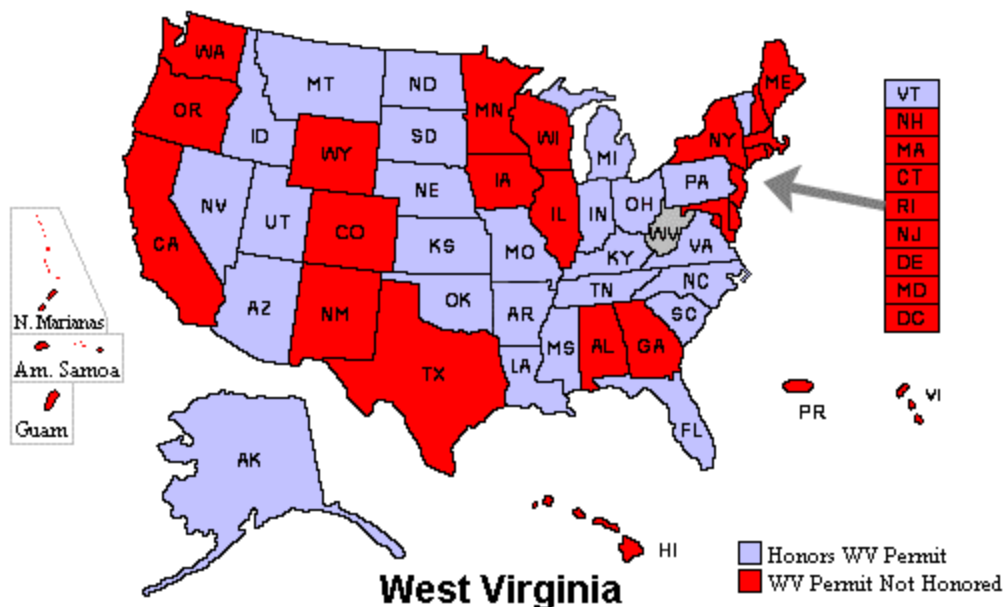 WA
MT
ND
MN
ME
VT
OR
ID
SD
WI
NY
NH
WY
MI
MA
IA
PA
CT
NE
NV
UT
IL
IN
OH
RI
CO
WV
NJ
CA
KS
MO
KY
VA
DE
MD
AZ
OK
TN
NC
DC
NM
AR
SC
N. Marianas
TX
MS
AL
GA
LA
Am. Samoa
VI
PR
Guam
FL
AK
HI
Honors WV Permit
WV Permit Not Honored
West Virginia